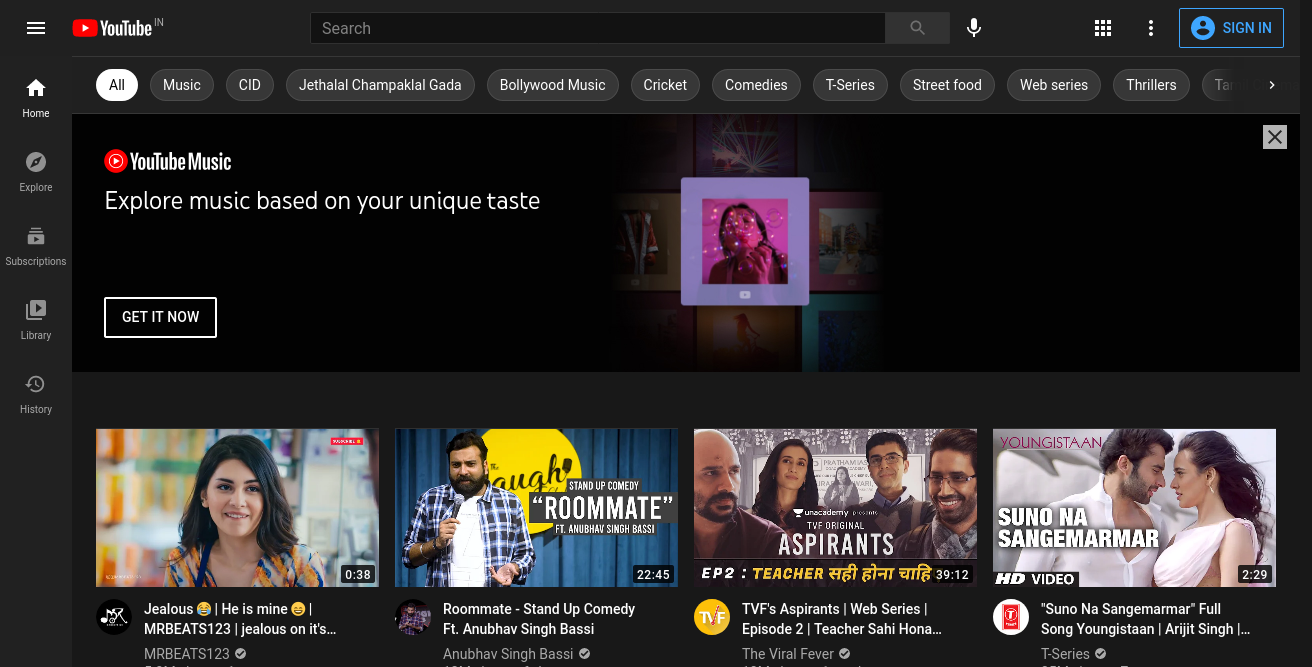 YouTube IN
Search
SIGN IN
All
Music
CID
Jethalal Champaklal Gada
Bollywood Music
Cricket
Comedies
T-Series
Street food
Web series
Thrillers
Home
Explore
Subscriptions
Library
History
YouTube Music
Explore music based on your unique taste
GET IT NOW
SUBSCRIBE
0:38
The
Laugh
STAND UP COMEDY
“ROOMMATE”
FT. ANUBHAV SINGH BASSI
22:45
unacademy presents
TVF ORIGINAL
ASPIRANTS
EP2 : TEACHER सही होना चाहि
39:12
YOUNGISTAAN
SUNO NA
SANGEMARMAR
HD VIDEO
2:29
Jealous 😂 | He is mine 😄 |
MRBEATS123 | jealous on it's...
MRBEATS123
Roommate - Stand Up Comedy
Ft. Anubhav Singh Bassi
Anubhav Singh Bassi
TVF
TVF's Aspirants | Web Series |
Episode 2 | Teacher Sahi Hona...
The Viral Fever
"Suno Na Sangemarmar" Full
Song Youngistaan | Arijit Singh |...
T-Series